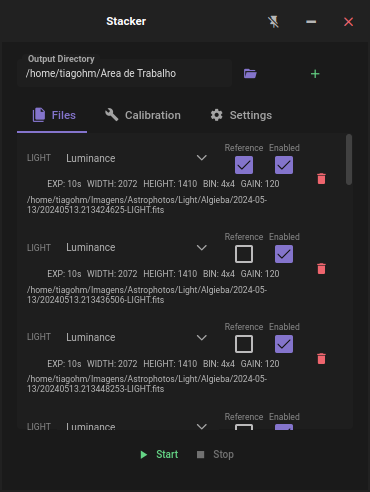 Stacker
Output Directory
/home/tiagohm/Área de Trabalho
Files
Calibration
Settings
Reference Enabled
LIGHT Luminance
EXP: 10s WIDTH: 2072 HEIGHT: 1410 BIN: 4x4 GAIN: 120
/home/tiagohm/Imagens/Astrophotos/Light/Algieba/2024-05-
13/20240513.213424625-LIGHT.fits
Reference Enabled
LIGHT Luminance
EXP: 10s WIDTH: 2072 HEIGHT: 1410 BIN: 4x4 GAIN: 120
/home/tiagohm/Imagens/Astrophotos/Light/Algieba/2024-05-
13/20240513.213436506-LIGHT.fits
Reference Enabled
LIGHT Luminance
EXP: 10s WIDTH: 2072 HEIGHT: 1410 BIN: 4x4 GAIN: 120
/home/tiagohm/Imagens/Astrophotos/Light/Algieba/2024-05-
13/20240513.213448253-LIGHT.fits
Reference Enabled
LIGHT Luminance
Start
Stop